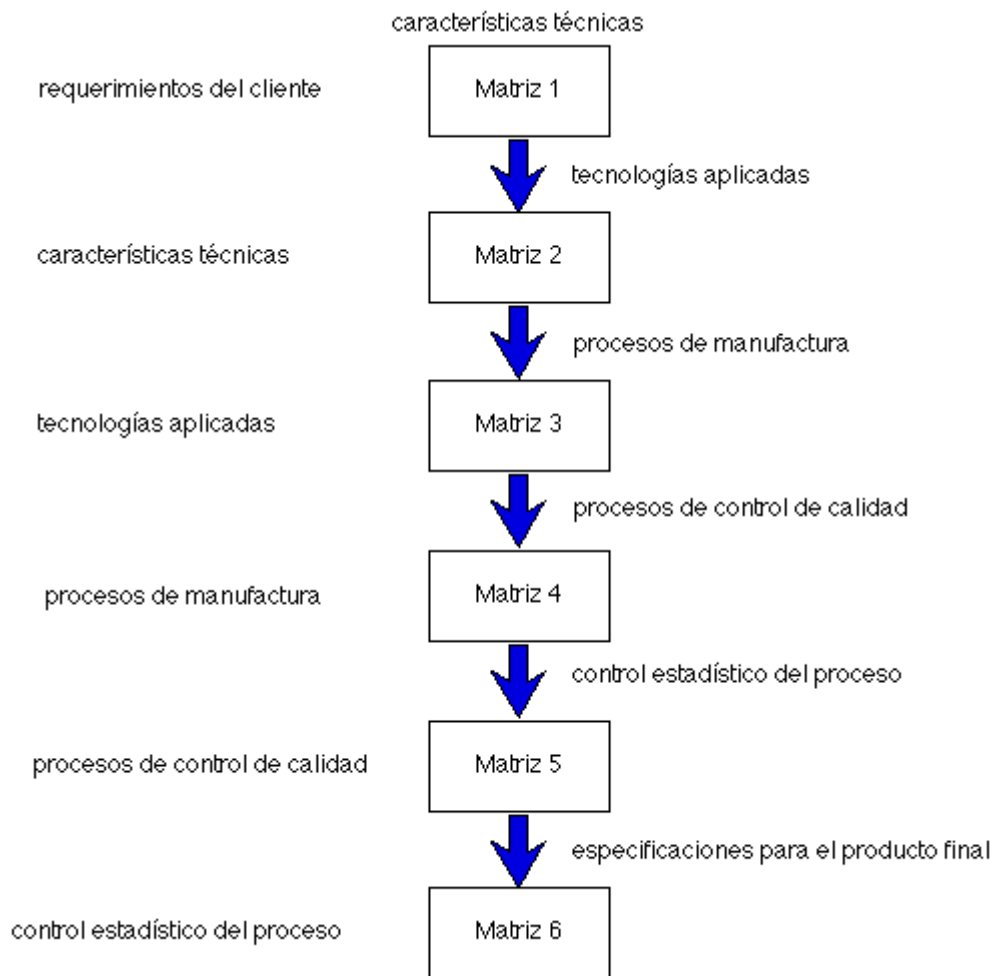 características técnicas
requerimientos del cliente
Matriz 1
tecnologías aplicadas
características técnicas
Matriz 2
procesos de manufactura
tecnologías aplicadas
Matriz 3
procesos de control de calidad
procesos de manufactura
Matriz 4
control estadístico del proceso
procesos de control de calidad
Matriz 5
especificaciones para el producto final
control estadístico del proceso
Matriz 6